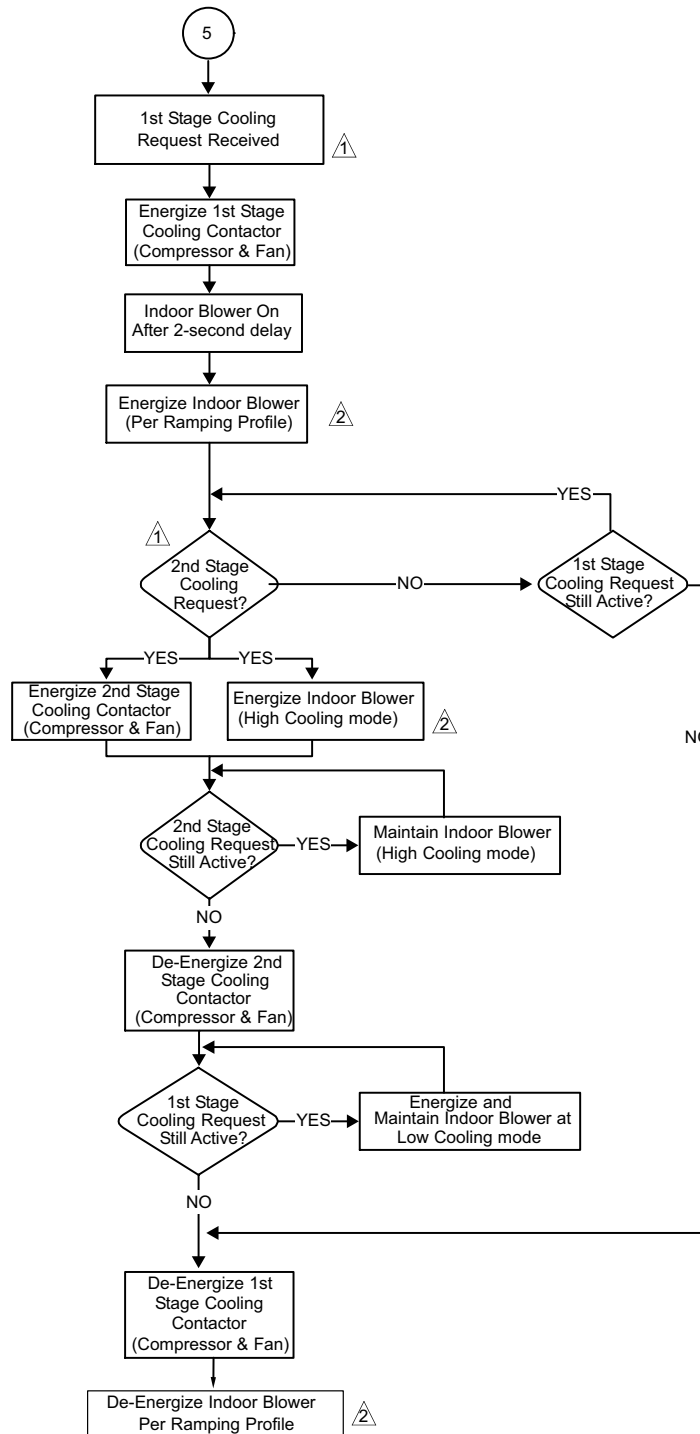 5
1st Stage Cooling
Request Received
1
Energize 1st Stage
Cooling Contactor
(Compressor & Fan)
Indoor Blower On
After 2-second delay
Energize Indoor Blower
(Per Ramping Profile)
2
YES
1
2nd Stage
Cooling
Request?
NO
1st Stage
Cooling Request
Still Active?
YES
YES
Energize 2nd Stage
Cooling Contactor
(Compressor & Fan)
Energize Indoor Blower
(High Cooling mode)
2
2nd Stage
Cooling Request
Still Active?
YES
Maintain Indoor Blower
(High Cooling mode)
NO
De-Energize 2nd
Stage Cooling
Contactor
(Compressor & Fan)
1st Stage
Cooling Request
Still Active?
YES
Energize and
Maintain Indoor Blower at
Low Cooling mode
NO
De-Energize 1st
Stage Cooling
Contactor
(Compressor & Fan)
De-Energize Indoor Blower
Per Ramping Profile
2